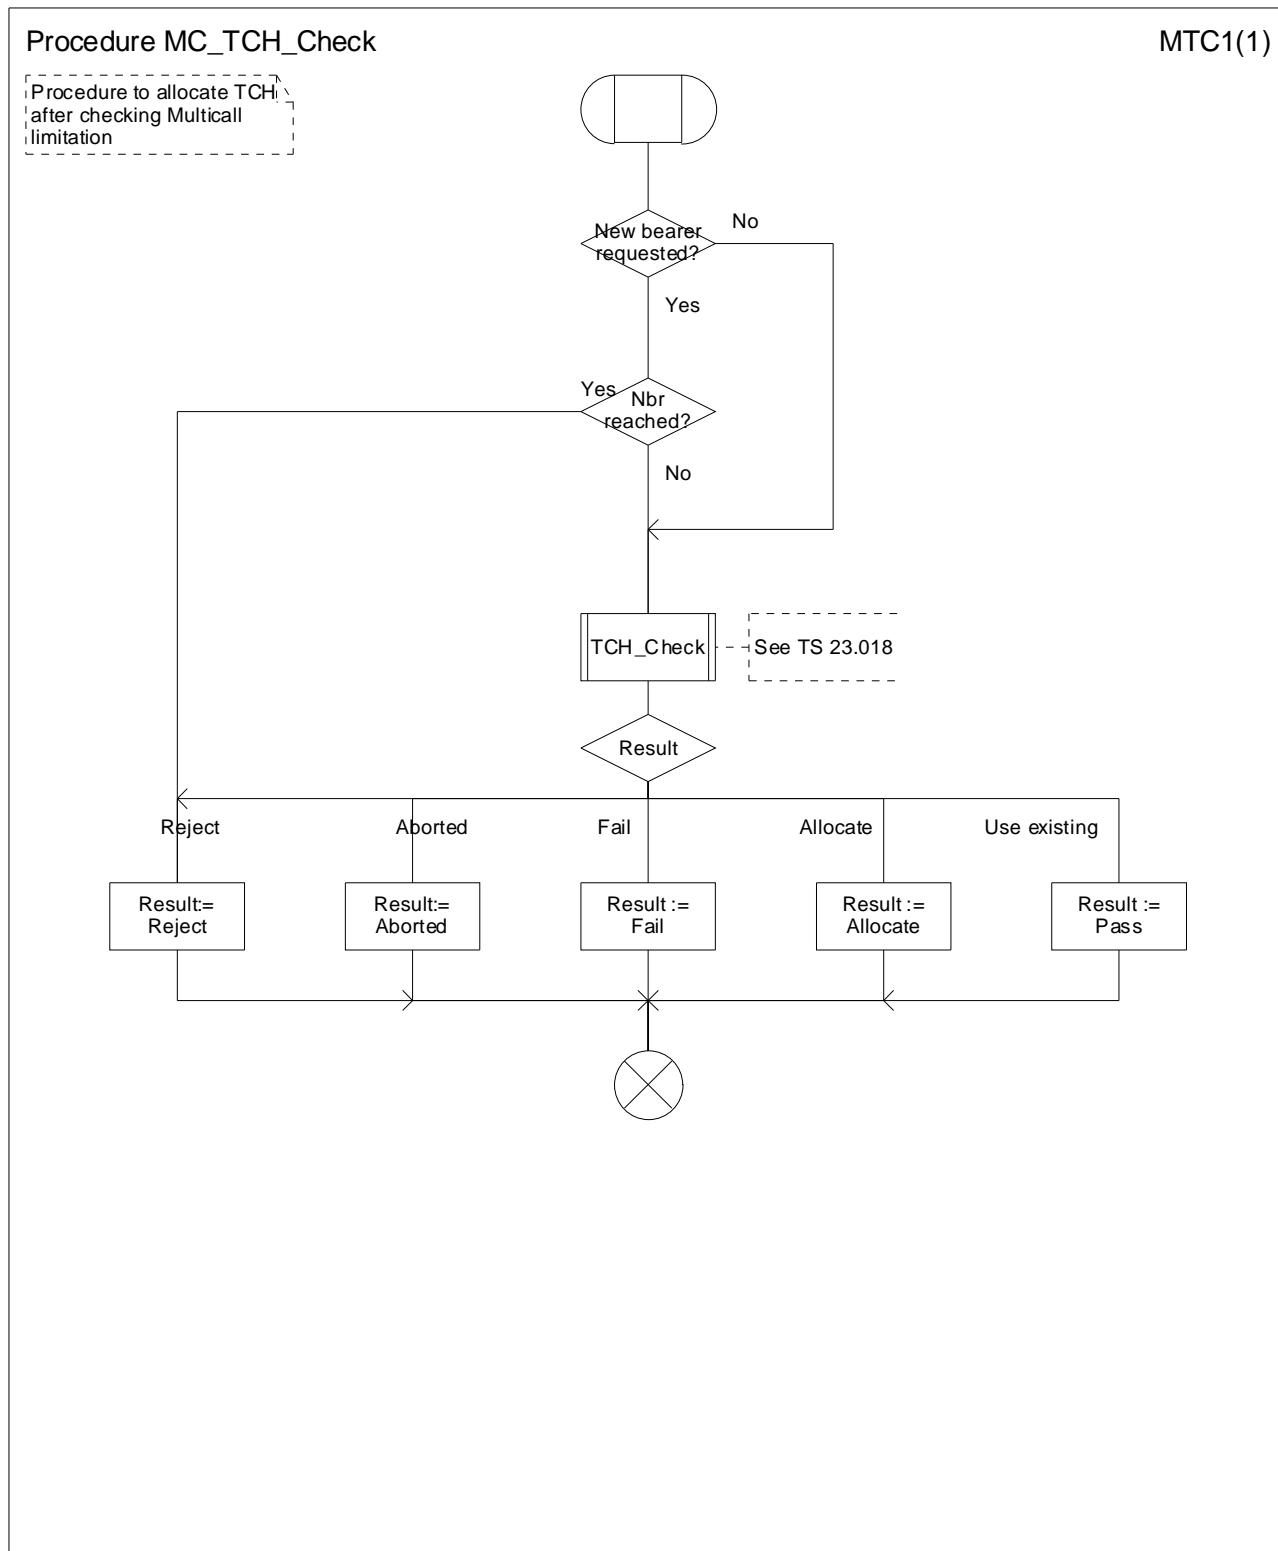 Procedure MC_TCH_Check
MTC1(1)
Procedure to allocate TCH
after checking Multicall
limitation
New bearer
requested?
No
Yes
Yes
Nbr
reached?
No
TCH_Check
See TS 23.018
Result
Reject
Aborted
Fail
Allocate
Use existing
Result:=
Reject
Result:=
Aborted
Result :=
Fail
Result :=
Allocate
Result :=
Pass